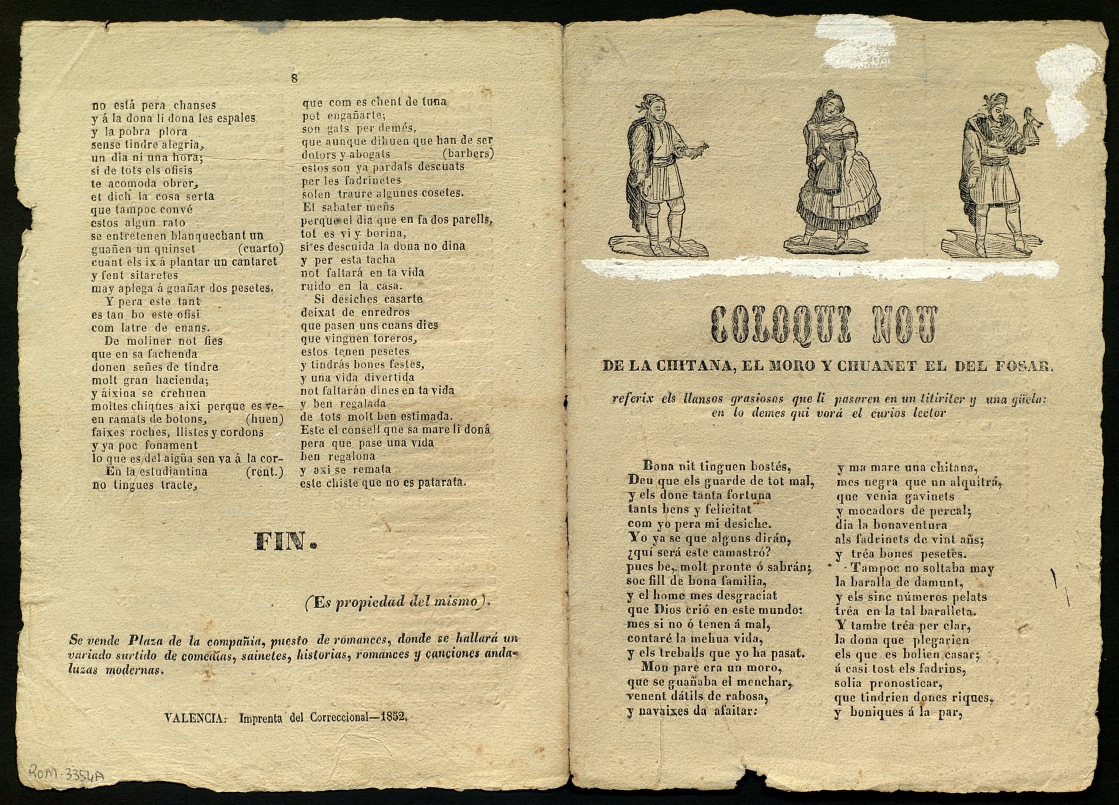 8
no está pera chanses
y á la dona li dona les espales
y la pobra plora
sense tindre alegria,
un dia ni una hora;
si de tots els ofisis
te acomoda obrer,
et dich la cosa serta
que tampoc convé
estos algun rato
se entretenen blanquechant un
guañen un quinset (cuarto)
cuant els ix á plantar un cantaret
y fent sitaretes
may aplega á guañar dos pesetes.
Y pera este tant
es tan bo este ofisi
com latre de enans.
De moliner not fies
que en sa fachenda
donen señes de tindre
molt gran hacienda;
y áixina se crehuen
moltes chiques aixi perque es ve-
en ramals de botons, (huen)
faixes roches, llistes y cordons
y ya poc fonament
lo que es del aigüa sen va á la cor-
En la estudiantina (rent.)
no tingues tracte,
que com es chent de tuna
pot engañarte;
son gats per demés,
que aunque dihuen que han de ser
dotors y abogats (barbers)
estos son ya pardals descuats
per les fadrinetes
solen traure algunes cosetes.
El sabater meñs
perque el dia que en fa dos parells,
tot es vi y borina,
si es descuida la dona no dina
y per esta tacha
not faltará en ta vida
ruido en la casa.
Si desiches casarte
deixat de enredros
que pasen uns cuans dies
que vinguen toreros,
estos tenen pesetes
y tindrás bones festes,
y una vida divertida
not faltarán dines en ta vida
y ben regalada
de tots molt ben estimada.
Este el consell que sa mare li doná
pera que pase una vida
ben regalona
y axi se remata
este chiste que no es patarata.
FIN.
(Es propiedad del mismo).
Se vende Plaza de la compañia, puesto de romances, donde se hallará un
variado surtido de comedias, sainetes, historias, romances y canciones anda-
luzas modernas.
VALENCIA: Imprenta del Correccional—1852.
ROM-3354A
COLOQUI NOU
DE LA CHITANA, EL MORO Y CHUANET EL DEL FOSAR.
referix els llansos grasiosos que li pasaren en un titiriter y una güela:
en lo demes qui vorá el curios lector
Bona nit tinguen bostés,
Deu que els guarde de tot mal,
y els done tanta fortuna
tants bens y felicitat
com yo pera mi desiche.
Yo ya se que alguns dirán,
¿qui será este camastró?
pues be, molt pronte ó sabrán;
soc fill de bona familia,
y el home mes desgraciat
que Dios crió en este mundo:
mes si no ó tenen á mal,
contaré la mehua vida,
y els treballs que yo ha pasat.
Mon pare era un moro,
que se guañaba el menchar,
venent dátils de rabosa,
y navaixes da afaitar:
y ma mare una chitana,
mes negra que un alquitrá,
que venia gavinets
y mocadors de percal;
dia la bonaventura
als fadrinets de vint añs;
y tréa bones pesetes.
Tampoc no soltaba may
la baralla de damunt,
y els sinc números pelats
tréa en la tal baralleta.
Y tambe tréa per clar,
la dona que plegarien
els que es bolien casar;
á casi tost els fadrins,
solia pronosticar,
que tindrien dones riques,
y boniques á la par,